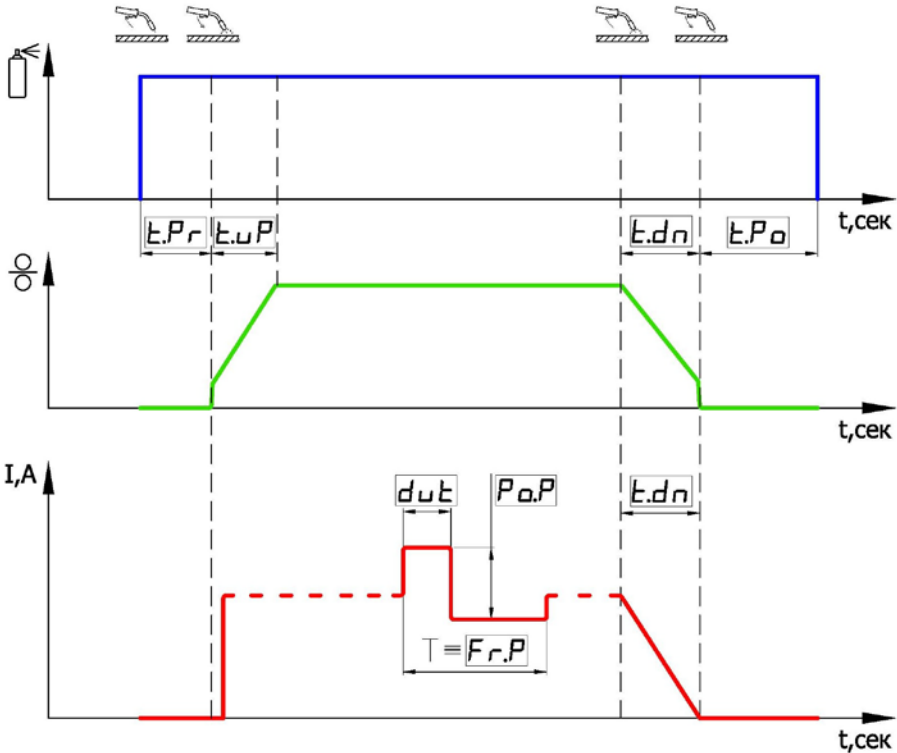 t.Pr
t.uP
t.dn
t.Po
t,сек
t,сек
I,A
dut
Po.P
t.dn
T = Fr.P
t,сек